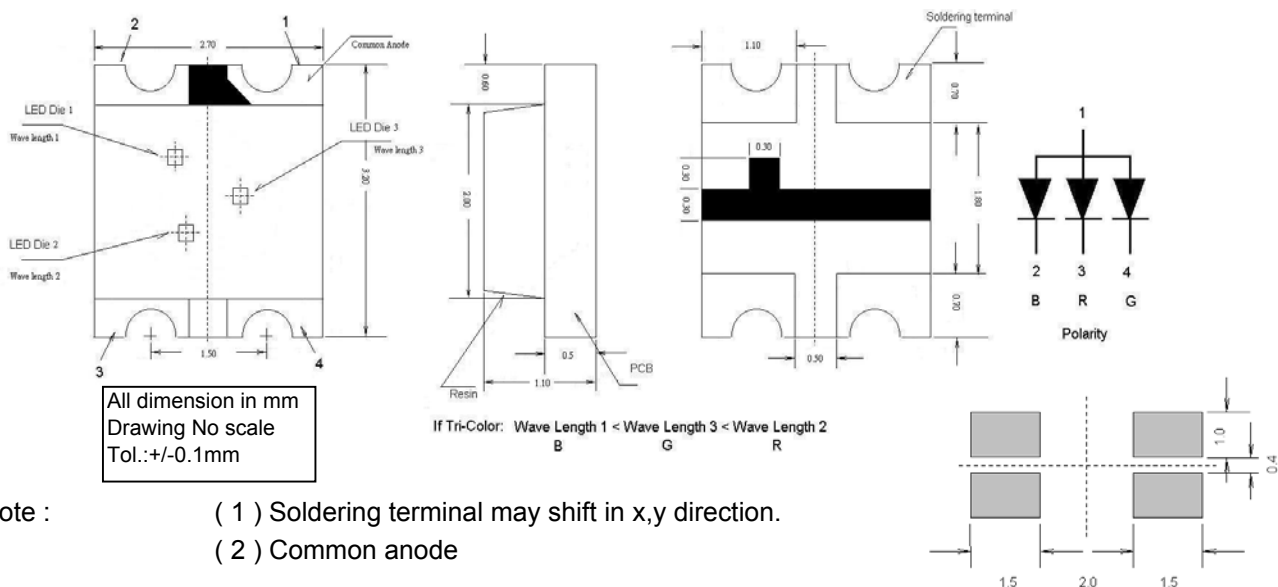 2
1
2.70
Common Anode
LED Die 1
Wave length 1
LED Die 3
Wave length 3
3.20
LED Die 2
Wave length 2
3
1.50
4
0.60
2.00
0.5
1.10
PCB
Resin
Soldering terminal
1.10
0.70
0.30
0.30
0.30
1.80
0.70
0.50
1
2 3 4
B R G
Polarity
All dimension in mm
Drawing No scale
Tol.:+/-0.1mm
If Tri-Color: Wave Length 1 < Wave Length 3 < Wave Length 2
B G R
1.0
0.4
1.5 2.0 1.5
ote :
( 1 ) Soldering terminal may shift in x,y direction.
( 2 ) Common anode